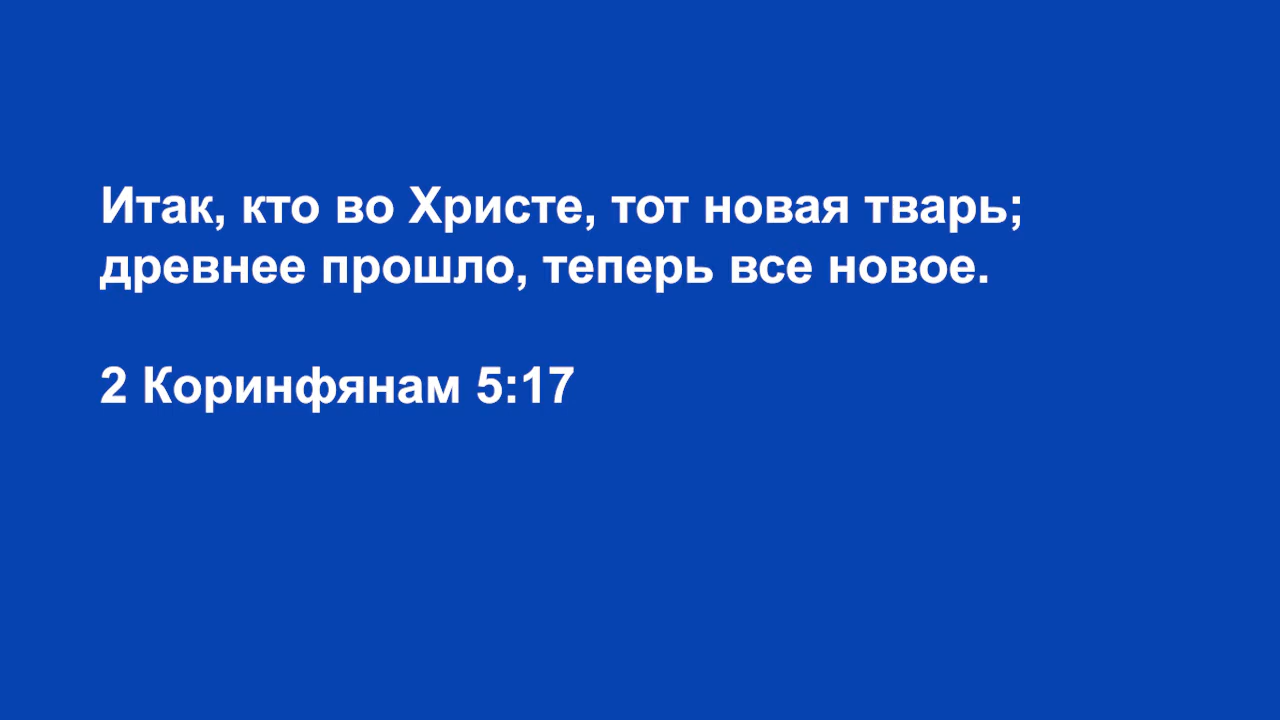 Итак, кто во Христе, тот новая тварь;
древнее прошло, теперь все новое.
2 Коринфянам 5:17